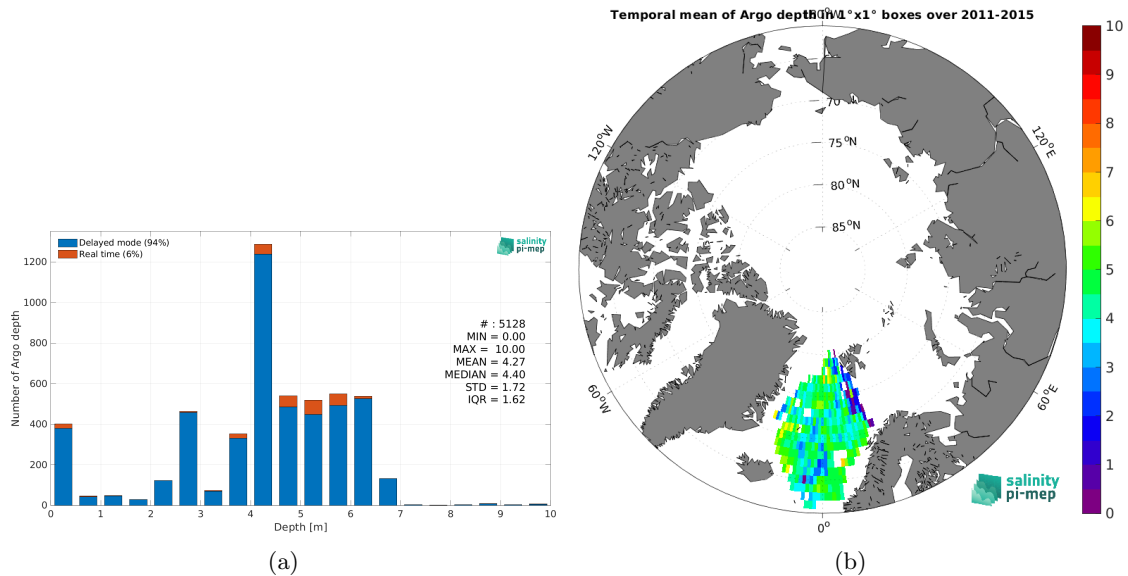 Delayed mode (94%)
Real time (6%)
salinity
pi-mep
# : 5128
MIN = 0.00
MAX = 10.00
MEAN = 4.27
MEDIAN = 4.40
STD = 1.72
IQR = 1.62
Number of Argo depth
1200
1000
800
600
400
200
0
0 1 2 3 4 5 6 7 8 9 10
Depth [m]
(a)
Temporal mean of Argo depth in 1°x1° boxes over 2011-2015
120°W
120°E
60°W
60°E
0°
75°N
80°N
85°N
salinity
pi-mep
10
9
8
7
6
5
4
3
2
1
0
(b)